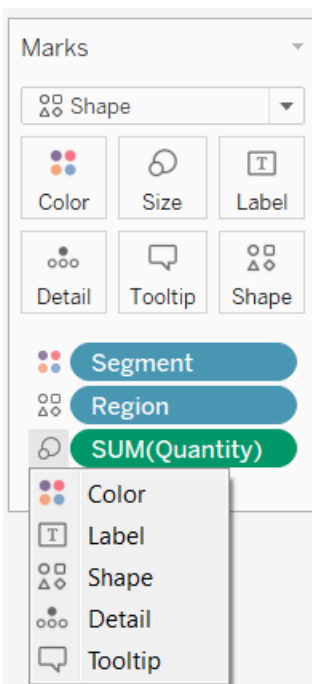 Marks
Shape
Color Size Label
Detail Tooltip Shape
Segment
Region
SUM(Quantity)
Color
T Label
Shape
Detail
Tooltip